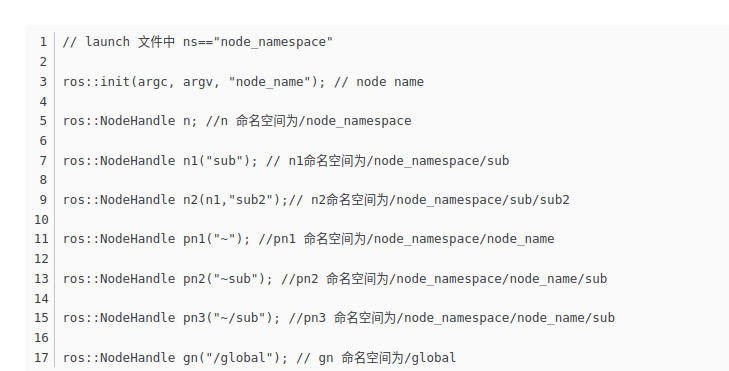 1 // launch 文件中 ns=="node_namespace"
2
3 ros::init(argc, argv, "node_name"); // node name
4
5 ros::NodeHandle n; //n 命名空间为/node_namespace
6
7 ros::NodeHandle n1("sub"); // n1命名空间为/node_namespace/sub
8
9 ros::NodeHandle n2(n1,"sub2");// n2命名空间为/node_namespace/sub/sub2
10
11 ros::NodeHandle pn1("~"); //pn1 命名空间为/node_namespace/node_name
12
13 ros::NodeHandle pn2("~sub"); //pn2 命名空间为/node_namespace/node_name/sub
14
15 ros::NodeHandle pn3("~/sub"); //pn3 命名空间为/node_namespace/node_name/sub
16
17 ros::NodeHandle gn("/global"); // gn 命名空间为/global